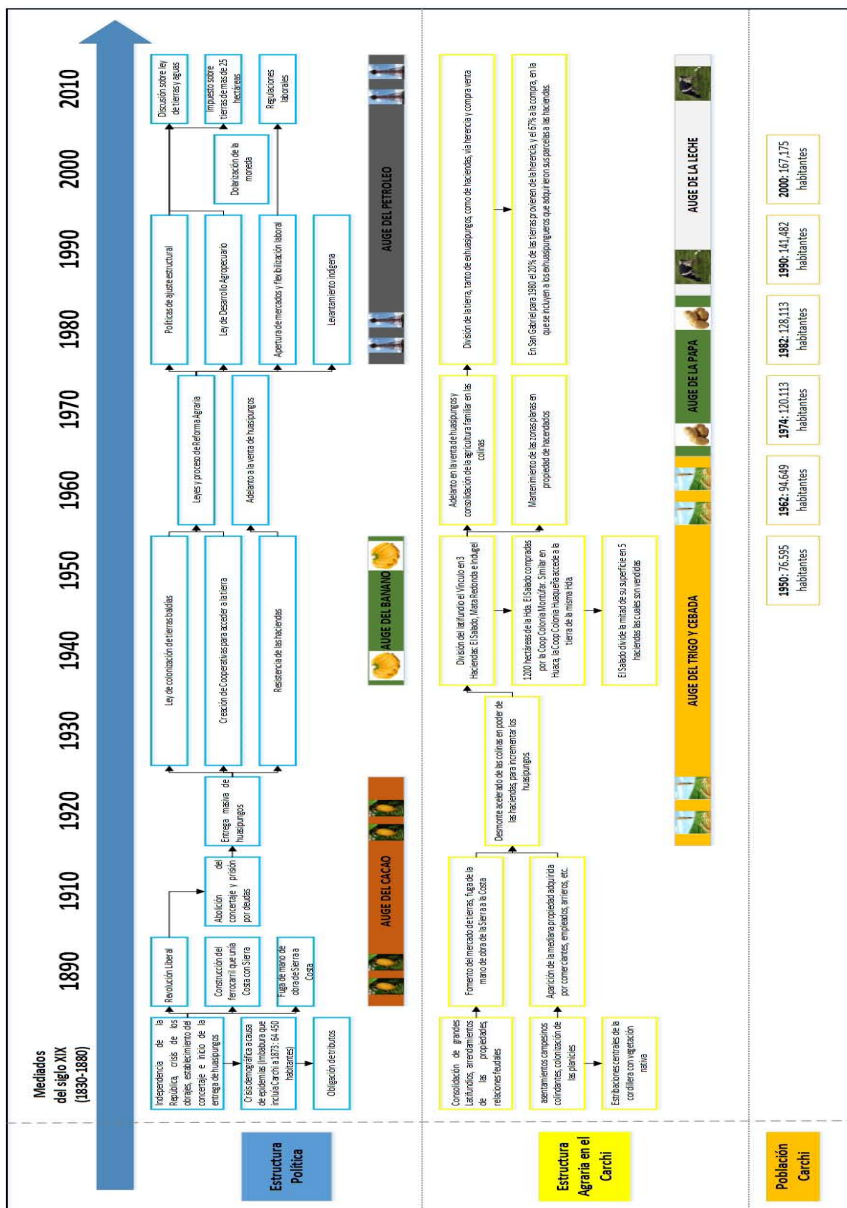 Mediados
del siglo XIX
(1830-1880)
1890
1910
1920
1930
1940
1950
1960
1970
1980
1990
2000
2010
Estructura
Política
Independencia de la
República, crisis de los
obrajes, establecimiento del
concertaje e inicio de la
entrega de huasipungos
Crisis demográfica a causa
de epidemias (Imbabura que
incluía Carchi a 1873: 64 450
habitantes)
Obligación de tributos
Revolución Liberal
Construcción del
ferrocarril que unía
Costa con Sierra
Fuga de mano de
obra de Sierra a
Costa
Abolición del
concertaje y prisión
por deudas
Entrega masiva de
huasipungos
Ley de colonización de tierras baldías
Creación de Cooperativas para acceder a la tierra
Resistencia de las haciendas
Leyes y proceso de Reforma Agraria
Adelanto a la venta de huasipungos
Políticas de ajuste estructural
Ley de Desarrollo Agropecuario
Apertura de mercados y flexibilización laboral
Levantamiento indígena
Dolarización de la
moneda
Discusión sobre ley
de tierras y aguas
Impuesto sobre
tierras de mas de 25
hectáreas
Regulaciones
laborales
AUGE DEL CACAO
AUGE DEL BANANO
AUGE DEL PETROLEO
Estructura
Agraria en el
Carchi
Consolidación de grandes
Latifundios, arrendamientos
de las propiedades,
relaciones feudales
asentamientos campesinos
colindantes, colonización de
las planicies
Estribaciones centrales de la
cordillera con vegetación
nativa
Fomento del mercado de tierras, fuga de la
mano de obra de la Sierra a la Costa
Aparición de la mediana propiedad adquirida
por comerciantes, empleados, arrieros, etc.
Desmonte acelerado de las colinas en poder de
las haciendas, para incrementar los
huasipungos.
División del latifundio el Vínculo en 3
Haciendas: El Salado, Mata Redonda e Indugel
1200 hectáreas de la Hda. El Salado compradas
por la Coop Colonia Montúfar. Similar en
Huaca, la Coop Colonia Huaqueña accede a la
tierra de la misma Hda.
El Salado divide la mitad de su superficie en 5
haciendas las cuales son vendidas
Adelanto en la venta de huasipungos y
consolidación de la agricultura familiar en las
colinas
Mantenimiento de las zonas planas en
propiedad de hacendados
División de la tierra, tanto de exhuasipungos, como de haciendas, vía herencia y compra venta
En San Gabriel para 1980 el 20% de las tierras provienen de la herencia, y el 67% a la compra, en la
que se incluyen a los exhuasipungueros que adquirieron sus parcelas a las haciendas.
AUGE DEL TRIGO Y CEBADA
AUGE DE LA PAPA
AUGE DE LA LECHE
Población
Carchi
1950: 76.595
habitantes
1962: 94.649
habitantes
1974: 120.113
habitantes
1982: 128,113
habitantes
1990: 141,482
habitantes
2000: 167,175
habitantes